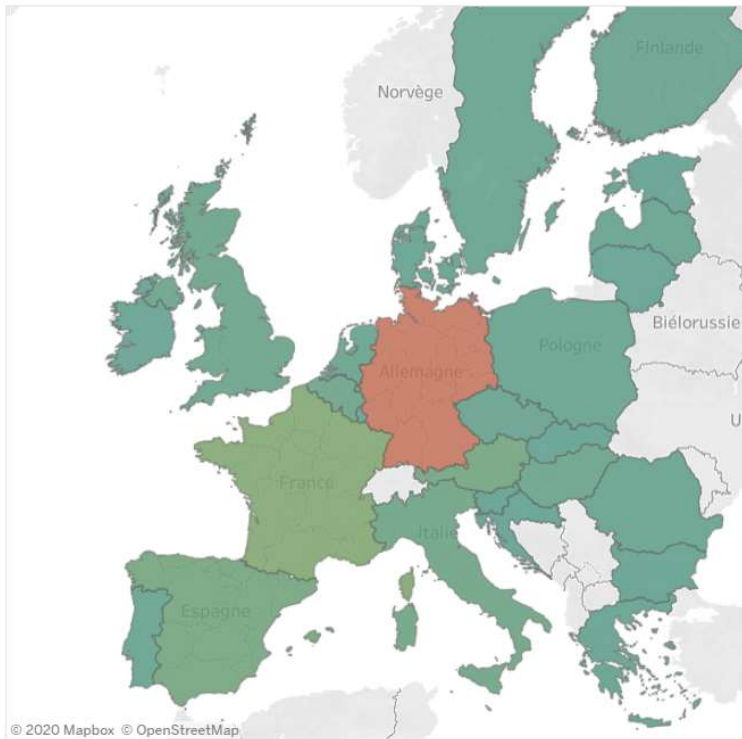 Finlande
Norvège
Biélorussie
Pologne
Allemagne
U
France
Italie
Espagne
© 2020 Mapbox © OpenStreetMap